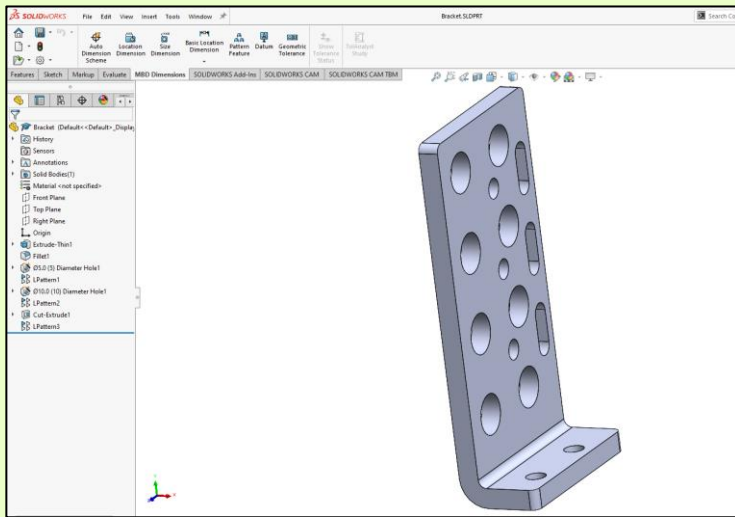 SOLIDWORKS File Edit View Insert Tools Window Bracket.SLDPRT Search Co
Auto Dimension Scheme
Location Dimension
Size Dimension
Basic Location Dimension
Pattern Feature
Datum
Geometric Tolerance
Show Tolerance Status
TolAnalyst Study
Features Sketch Markup Evaluate MBD Dimensions SOLIDWORKS Add-Ins SOLIDWORKS CAM SOLIDWORKS CAM TBM
Bracket (Default<<Default>_Display
History
Sensors
Annotations
Solid Bodies(1)
Material <not specified>
Front Plane
Top Plane
Right Plane
Origin
Extrude-Thin1
Fillet1
Ø5.0 (5) Diameter Hole1
LPattern1
Ø10.0 (10) Diameter Hole1
LPattern2
Cut-Extrude1
LPattern3